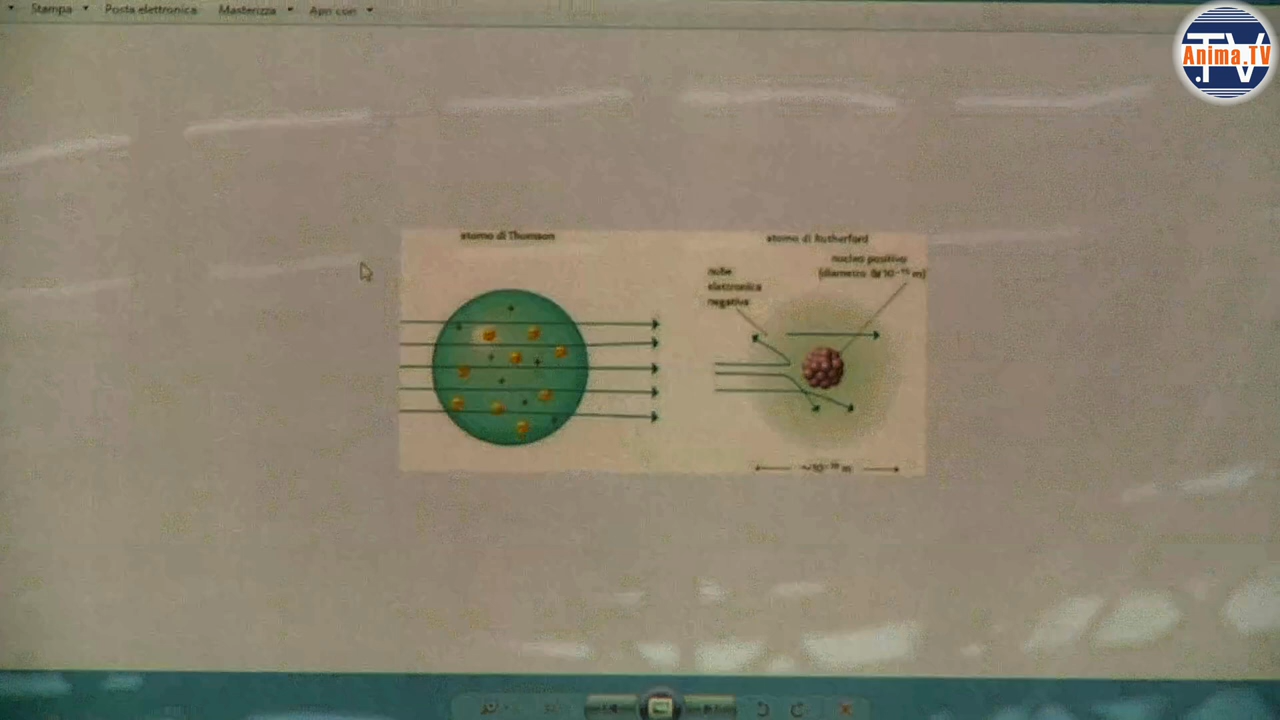 Stampa
Posta elettronica
Masterizza
Apri con
.TV
Anima.TV
atomo di Thomson
atomo di Rutherford
nucleo positivo
nube
elettronica
negativa